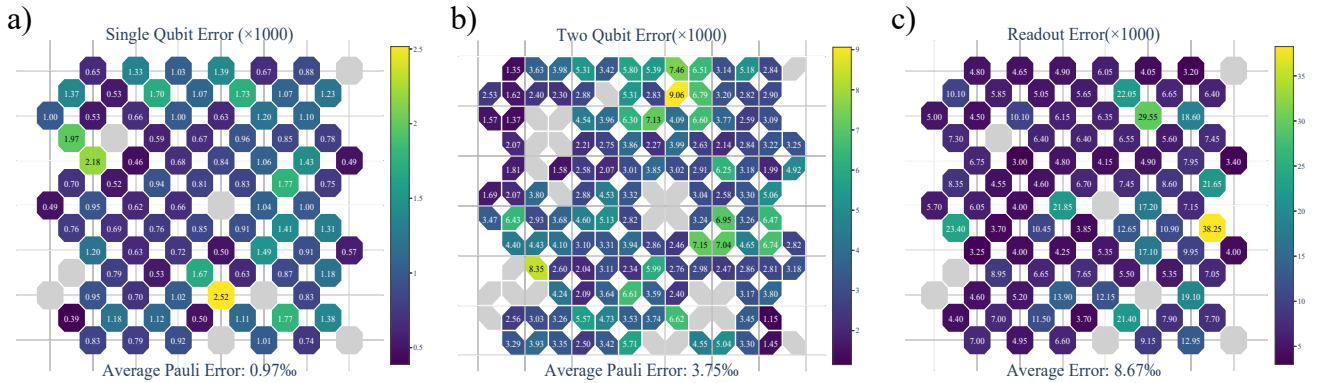 a) b) c)
Single Qubit Error (×1000) Two Qubit Error(×1000) Readout Error(×1000)
0.65 1.33 1.03 1.39 0.67 0.88
1.37 0.53 1.70 1.07 1.73 1.07 1.23
1.00 0.53 0.66 1.00 0.63 1.20 1.10
1.97 0.59 0.67 0.96 0.85 0.78
2.18 0.46 0.68 0.84 1.06 1.43 0.49
0.70 0.52 0.94 0.81 0.83 1.77 0.75
0.49 0.95 0.62 0.66 1.04 1.00
0.76 0.69 0.85 0.91 0.79 1.41 1.31
1.20 0.63 0.72 0.50 1.49 0.91 0.57
0.79 0.53 1.67 0.63 0.87 1.18
0.95 0.70 1.02 2.52 0.83
0.39 1.18 1.12 0.50 1.11 1.77 1.38
0.83 0.79 0.92 1.01 0.74
2.5
2
1.5
1
0.5
Average Pauli Error: 0.97‰
1.35 3.63 3.98 5.31 3.42 5.80 5.39 7.46 6.51 3.14 5.18 2.84
2.53 1.62 2.40 2.30 2.88 5.31 2.83 9.06 6.79 3.20 2.82 2.90
1.57 1.37 4.54 3.96 6.30 7.13 4.09 6.60 3.77 2.59 3.09
2.07 2.21 2.75 3.86 2.27 3.99 2.63 2.14 2.84 3.22 3.25
1.81 1.58 2.08 2.07 3.01 3.85 3.02 2.91 6.25 3.18 1.99 4.92
1.69 2.07 3.80 2.88 4.53 3.32 3.04 2.58 3.30 5.06
3.47 6.43 2.93 3.68 4.60 5.13 2.82 3.24 6.95 3.26 6.47
4.40 4.43 4.10 3.10 3.31 3.94 2.86 2.46 7.15 7.04 4.65 6.74 2.82
8.35 2.60 2.04 3.11 2.34 5.99 2.76 2.98 2.47 2.86 2.81 3.18
4.24 2.09 3.64 6.61 3.59 2.40 3.17 3.80
2.56 3.03 3.26 5.57 4.73 3.53 3.74 6.62 3.45 1.15
3.29 3.93 3.35 2.50 3.42 5.71 4.55 5.04 3.30 1.45
9
8
7
6
5
4
3
2
Average Pauli Error: 3.75‰
4.80 4.65 4.90 6.05 4.05 3.20
10.10 5.85 5.05 5.65 22.05 6.65 6.40
5.00 4.50 10.10 6.15 6.35 29.55 18.60
7.30 6.40 6.40 6.55 5.60 7.45
6.75 3.00 4.80 4.15 4.90 7.95 3.40
8.35 4.55 4.60 6.70 7.45 8.60 21.65
5.70 6.05 4.00 21.85 17.20 7.15
23.40 3.70 10.45 3.85 12.65 10.90 38.25
3.25 4.00 4.25 5.35 17.10 9.95 4.00
8.95 6.65 7.65 5.50 5.35 7.05
4.60 5.20 13.90 12.15 19.10
4.40 7.00 11.50 3.70 21.40 7.90 7.70
7.00 4.95 6.60 9.15 12.95
35
30
25
20
15
10
5
Average Error: 8.67‰